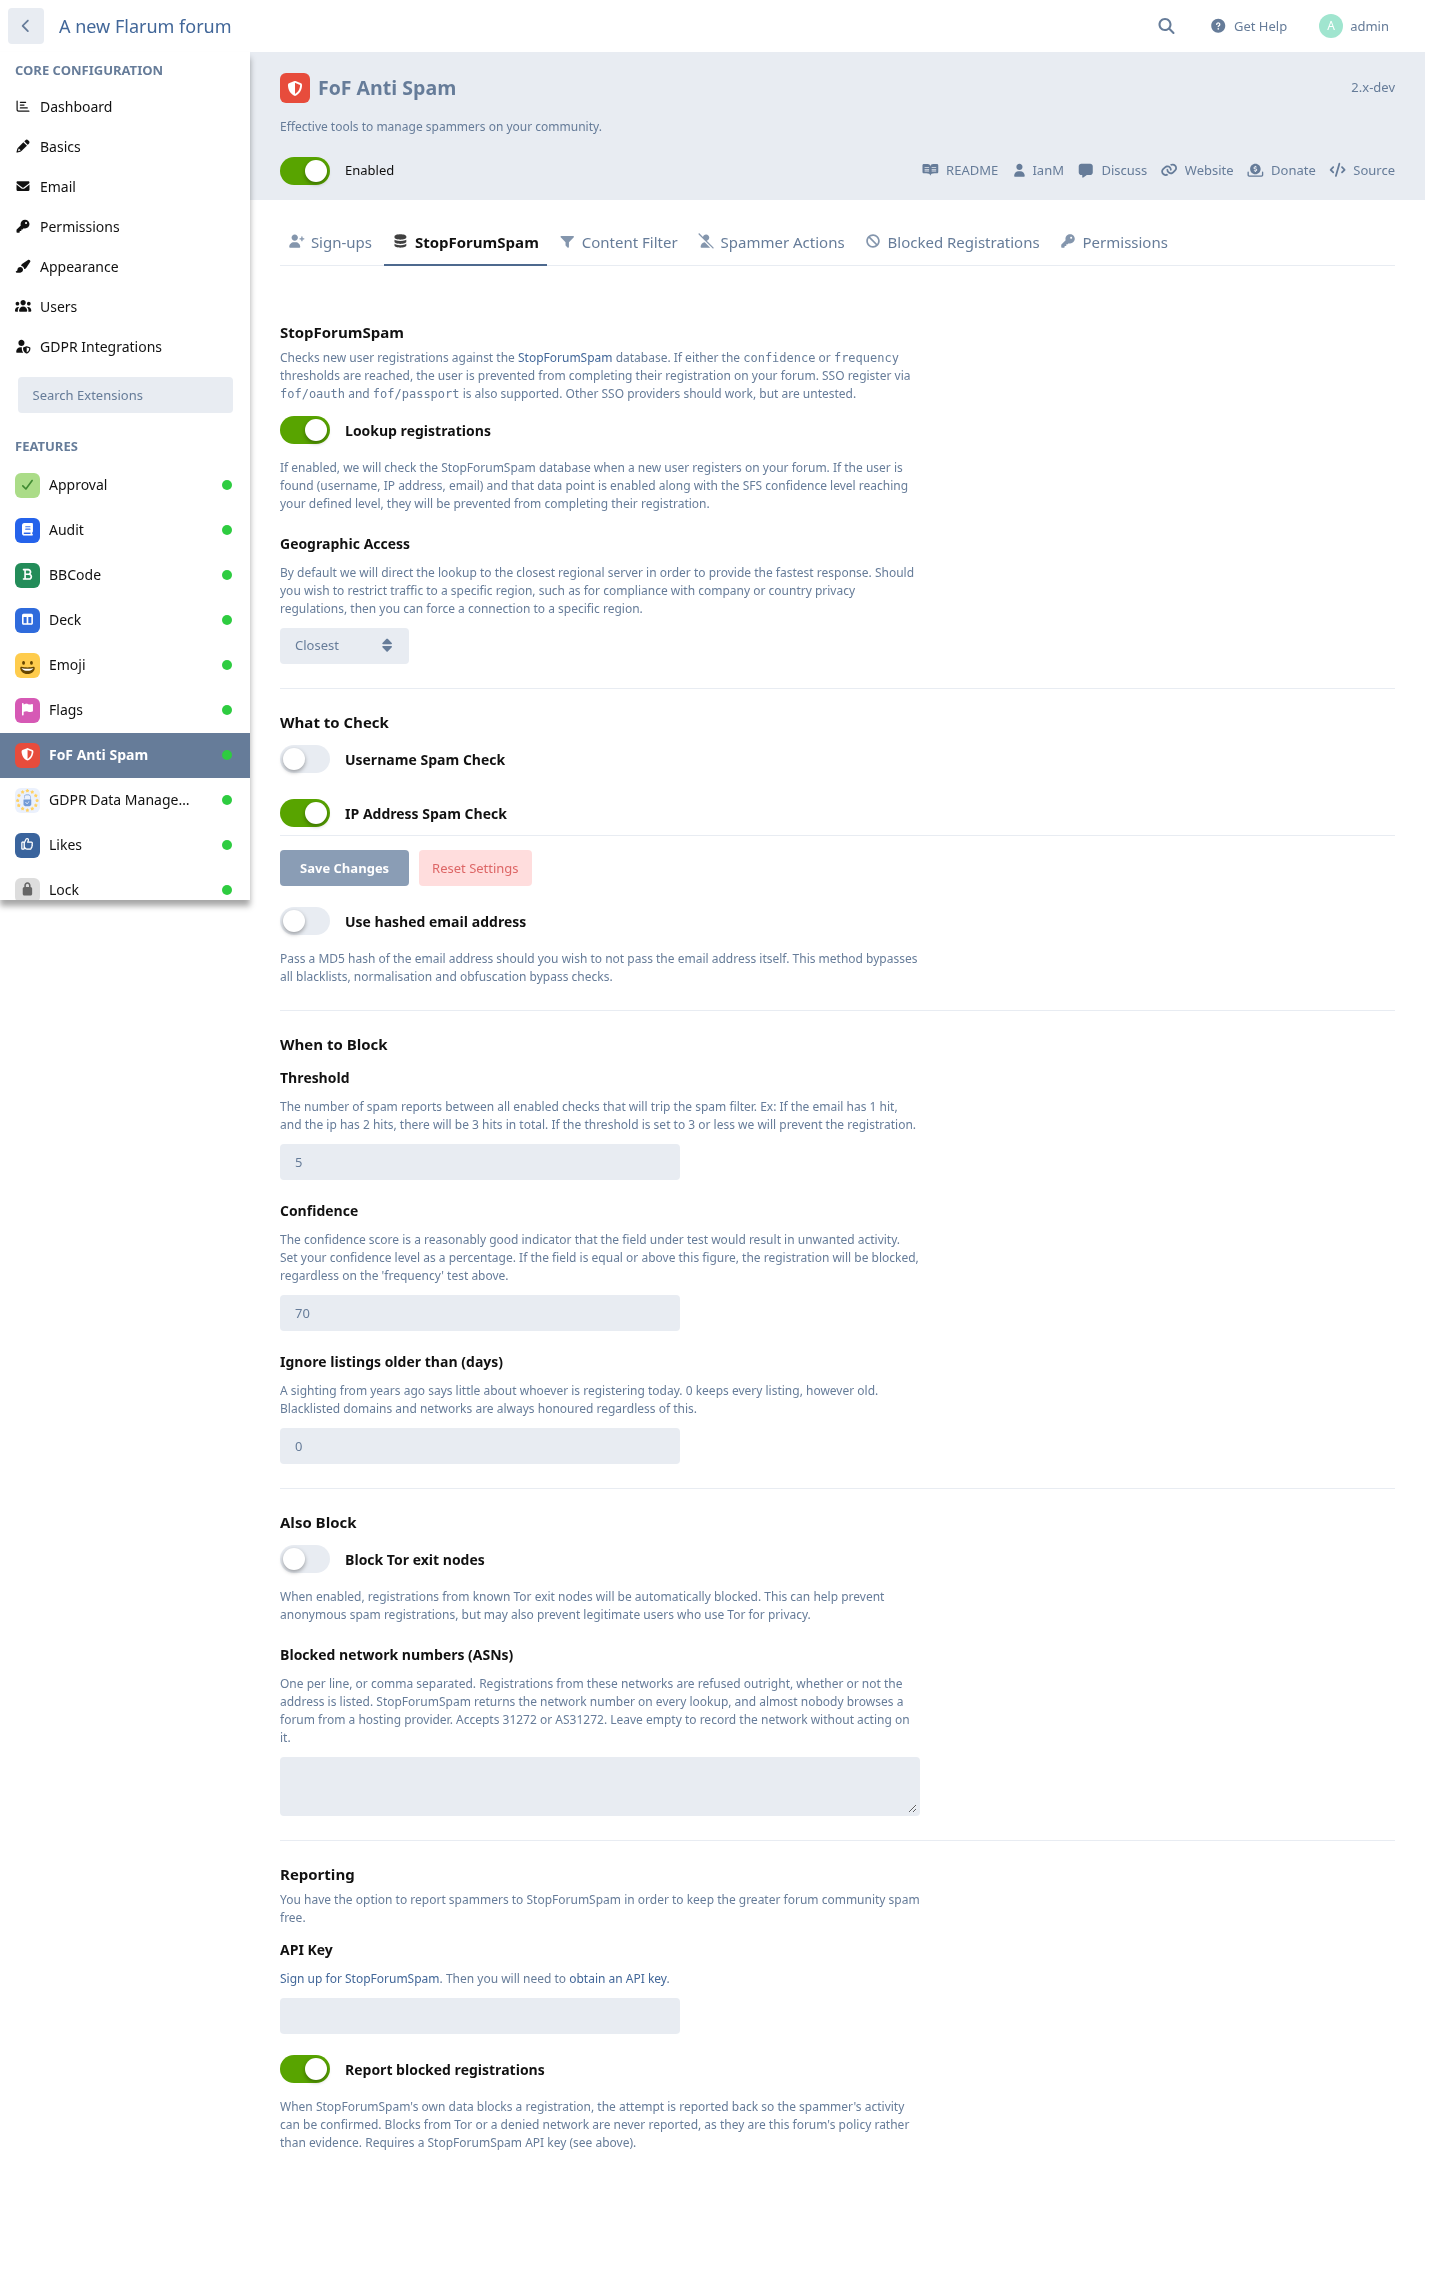 A new Flarum forum
Get Help
A
admin
CORE CONFIGURATION
Dashboard
Basics
Email
Permissions
Appearance
Users
GDPR Integrations
Search Extensions
FEATURES
Approval
Audit
BBCode
Deck
Emoji
Flags
FoF Anti Spam
GDPR Data Manage...
Likes
Lock
FoF Anti Spam
2.x-dev
Effective tools to manage spammers on your community.
Enabled
README
IanM
Discuss
Website
Donate
Source
Sign-ups
StopForumSpam
Content Filter
Spammer Actions
Blocked Registrations
Permissions
StopForumSpam
Checks new user registrations against the StopForumSpam database. If either the confidence or frequency
thresholds are reached, the user is prevented from completing their registration on your forum. SSO register via
fof/oauth and fof/passport is also supported. Other SSO providers should work, but are untested.
Lookup registrations
If enabled, we will check the StopForumSpam database when a new user registers on your forum. If the user is
found (username, IP address, email) and that data point is enabled along with the SFS confidence level reaching
your defined level, they will be prevented from completing their registration.
Geographic Access
By default we will direct the lookup to the closest regional server in order to provide the fastest response. Should
you wish to restrict traffic to a specific region, such as for compliance with company or country privacy
regulations, then you can force a connection to a specific region.
Closest
What to Check
Username Spam Check
IP Address Spam Check
Save Changes
Reset Settings
Use hashed email address
Pass a MD5 hash of the email address should you wish to not pass the email address itself. This method bypasses
all blacklists, normalisation and obfuscation bypass checks.
When to Block
Threshold
The number of spam reports between all enabled checks that will trip the spam filter. Ex: If the email has 1 hit,
and the ip has 2 hits, there will be 3 hits in total. If the threshold is set to 3 or less we will prevent the registration.
5
Confidence
The confidence score is a reasonably good indicator that the field under test would result in unwanted activity.
Set your confidence level as a percentage. If the field is equal or above this figure, the registration will be blocked,
regardless on the 'frequency' test above.
70
Ignore listings older than (days)
A sighting from years ago says little about whoever is registering today. 0 keeps every listing, however old.
Blacklisted domains and networks are always honoured regardless of this.
0
Also Block
Block Tor exit nodes
When enabled, registrations from known Tor exit nodes will be automatically blocked. This can help prevent
anonymous spam registrations, but may also prevent legitimate users who use Tor for privacy.
Blocked network numbers (ASNs)
One per line, or comma separated. Registrations from these networks are refused outright, whether or not the
address is listed. StopForumSpam returns the network number on every lookup, and almost nobody browses a
forum from a hosting provider. Accepts 31272 or AS31272. Leave empty to record the network without acting on
it.
Reporting
You have the option to report spammers to StopForumSpam in order to keep the greater forum community spam
free.
API Key
Sign up for StopForumSpam. Then you will need to obtain an API key.
Report blocked registrations
When StopForumSpam's own data blocks a registration, the attempt is reported back so the spammer's activity
can be confirmed. Blocks from Tor or a denied network are never reported, as they are this forum's policy rather
than evidence. Requires a StopForumSpam API key (see above).